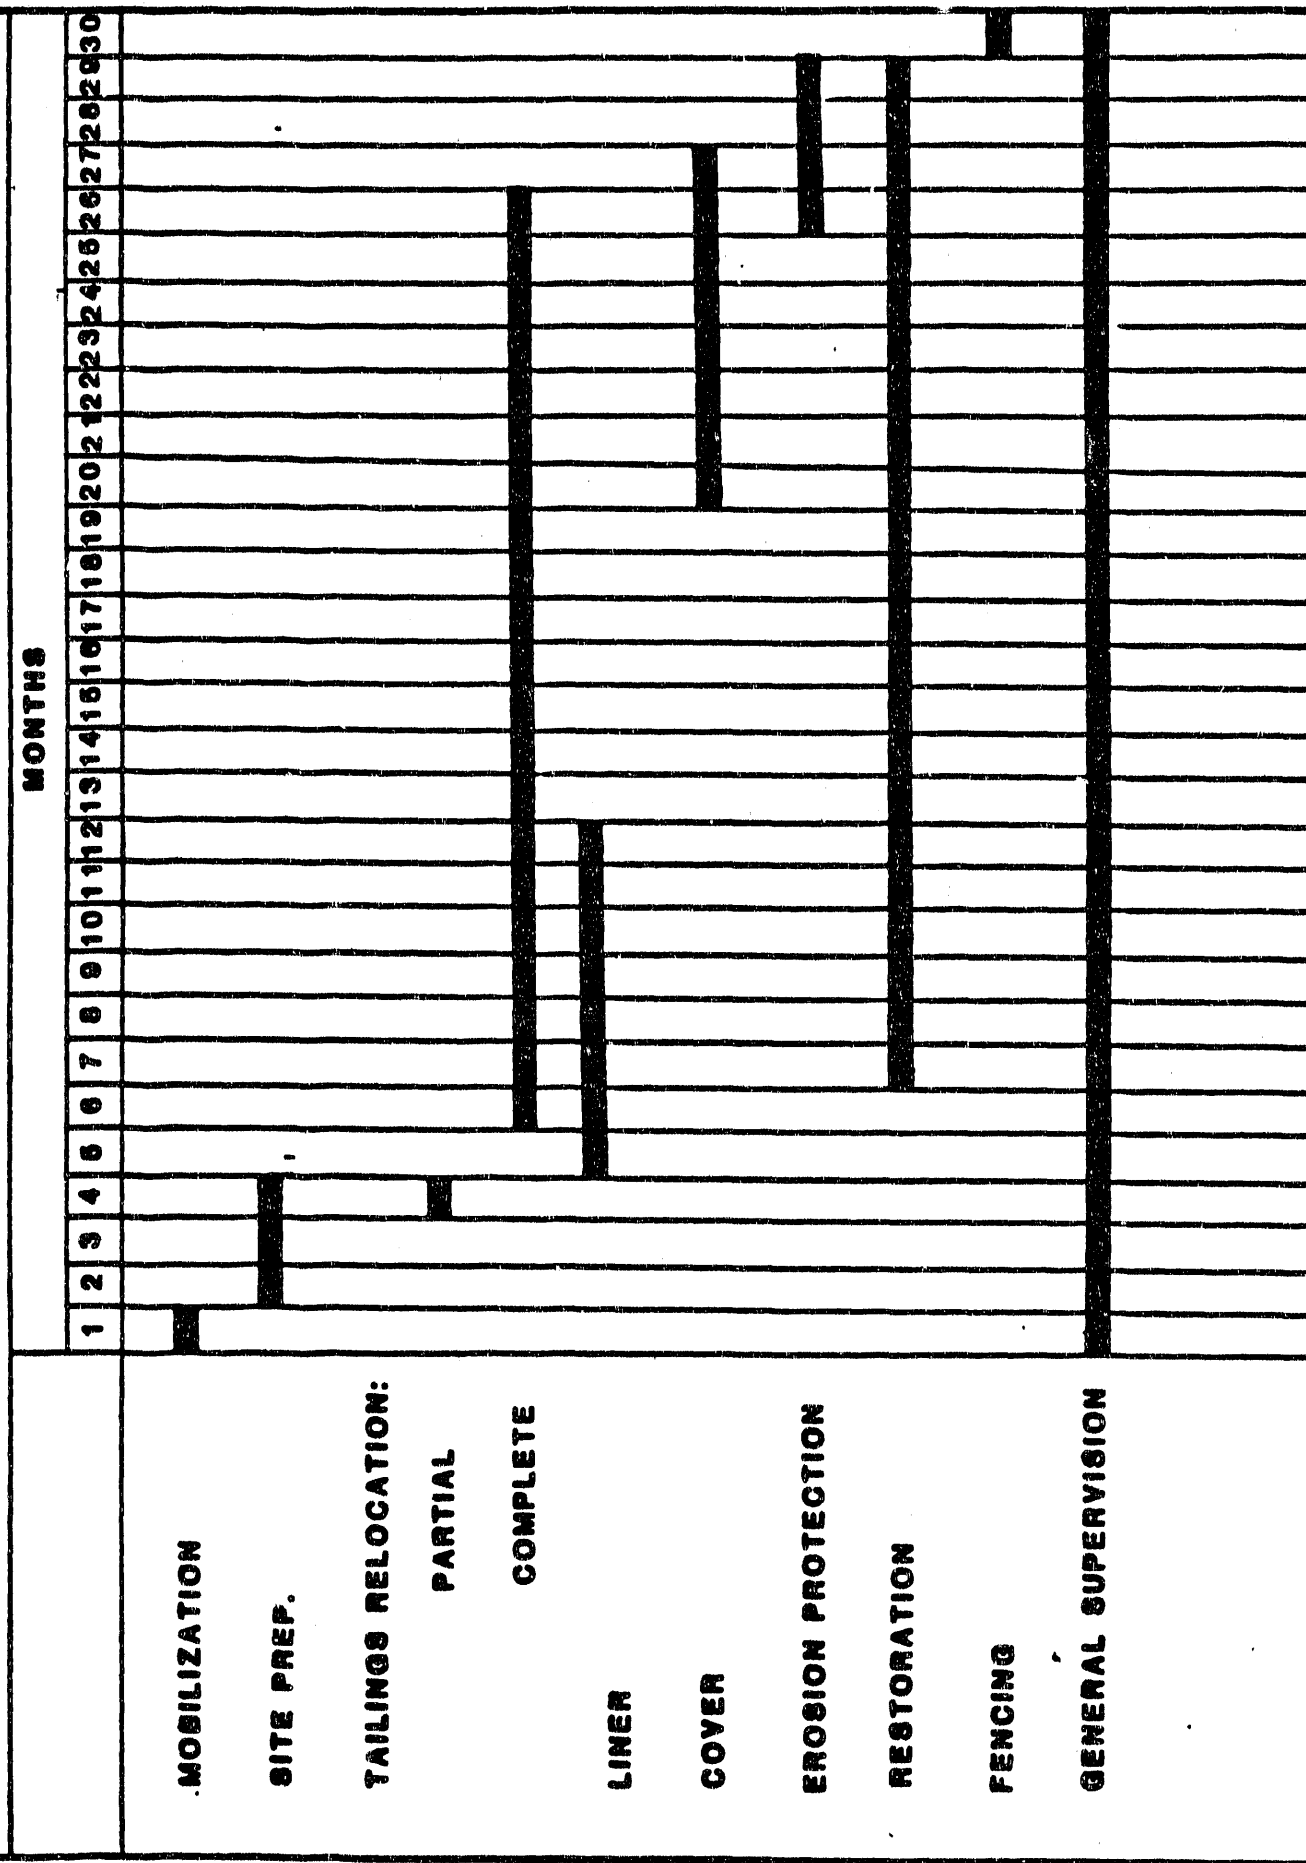 MONTHS
1 2 3 4 5 6 7 8 9 10 11 12 13 14 15 16 17 18 19 20 21 22 23 24 25 26 27 28 29 30
MOBILIZATION
SITE PREP.
TAILINGS RELOCATION:
PARTIAL
COMPLETE
LINER
COVER
EROSION PROTECTION
RESTORATION
FENCING
GENERAL SUPERVISION